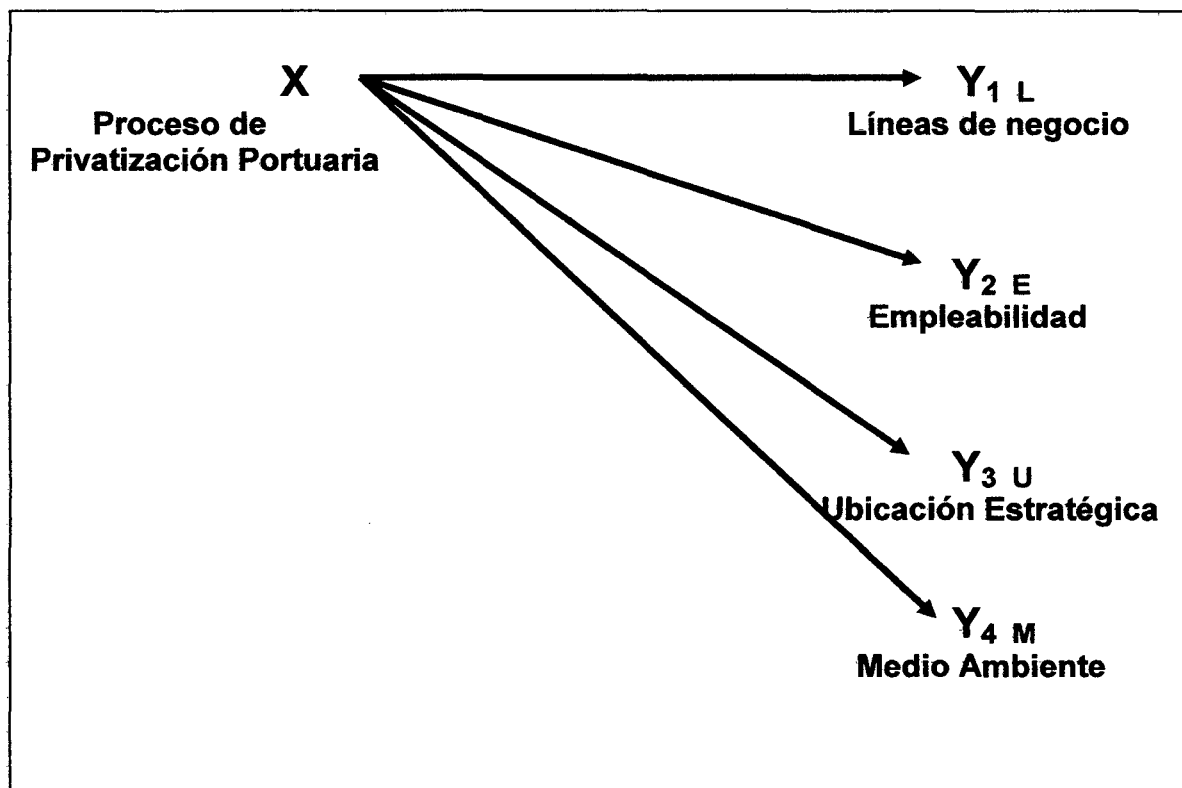 X
Proceso de
Privatización Portuaria
Y₁ L
Líneas de negocio
Y₂ E
Empleabilidad
Y₃ U
Ubicación Estratégica
Y₄ M
Medio Ambiente